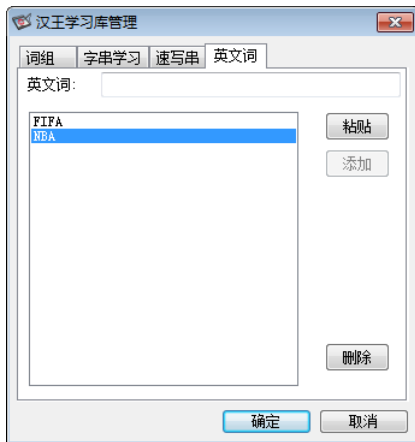 汉王学习库管理
词组 字串学习 速写串 英文词
英文词:
FIFA
NBA
粘贴
添加
删除
确定 取消